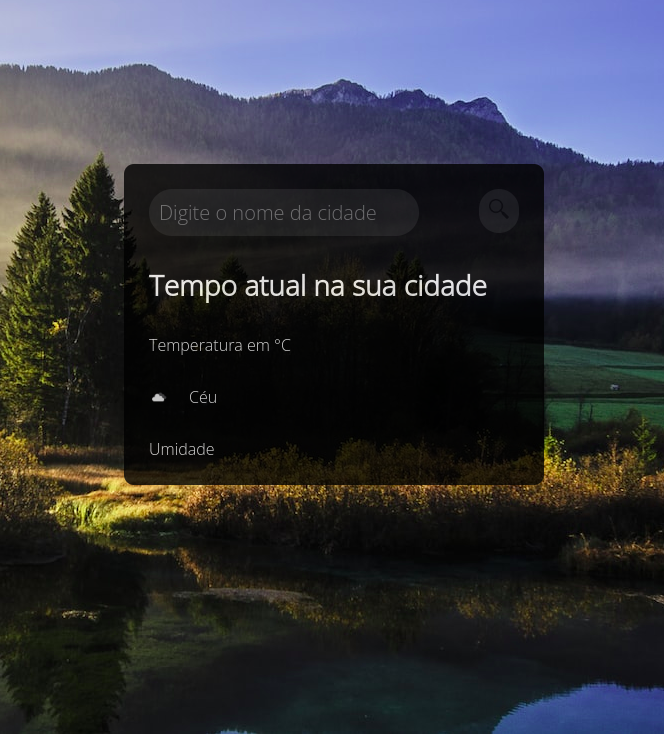 Digite o nome da cidade
Tempo atual na sua cidade
Temperatura em °C
Céu
Umidade